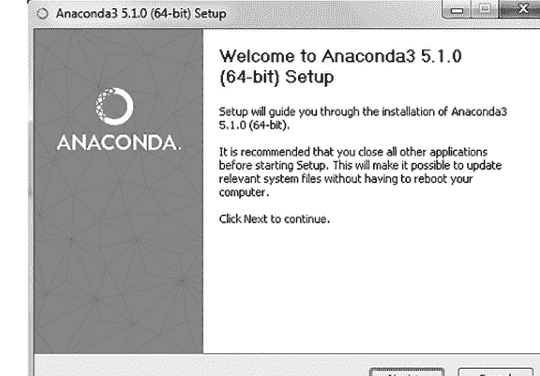 Anaconda3 5.1.0 (64-bit) Setup
Welcome to Anaconda3 5.1.0
(64-bit) Setup
Setup will guide you through the installation of Anaconda3
5.1.0 (64-bit).
It is recommended that you close all other applications
before starting Setup. This will make it possible to update
relevant system files without having to reboot your
computer.
Click Next to continue.
ANACONDA.